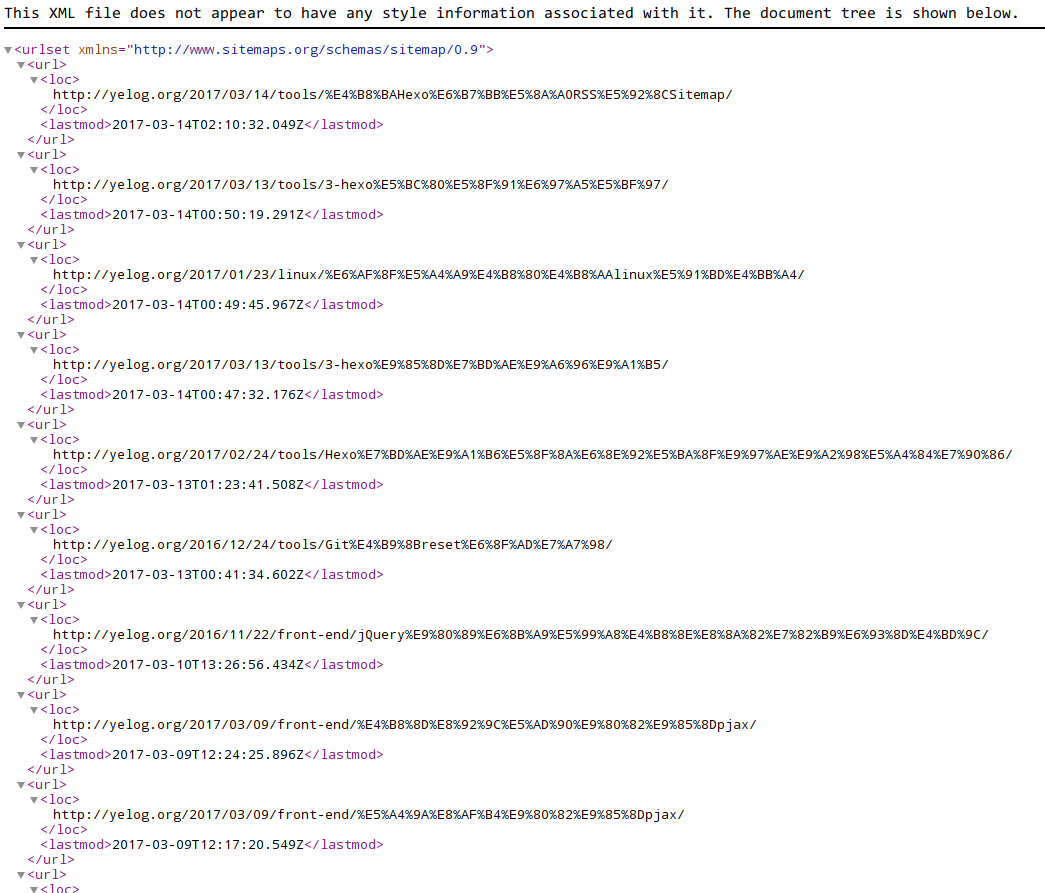 This XML file does not appear to have any style information associated with it. The document tree is shown below.
▼<urlset xmlns="http://www.sitemaps.org/schemas/sitemap/0.9">
▼<url>
▼<loc>
http://yelog.org/2017/03/14/tools/%E4%B8%BAHexo%E6%B7%BB%E5%8A%A0RSS%E5%92%8CSitemap/
</loc>
<lastmod>2017-03-14T02:10:32.049Z</lastmod>
</url>
▼<url>
▼<loc>
http://yelog.org/2017/03/13/tools/3-hexo%E5%BC%80%E5%8F%91%E6%97%A5%E5%BF%97/
</loc>
<lastmod>2017-03-14T00:50:19.291Z</lastmod>
</url>
▼<url>
▼<loc>
http://yelog.org/2017/01/23/linux/%E6%AF%8F%E5%A4%A9%E4%B8%80%E4%B8%AAlinux%E5%91%BD%E4%BB%A4/
</loc>
<lastmod>2017-03-14T00:49:45.967Z</lastmod>
</url>
▼<url>
▼<loc>
http://yelog.org/2017/03/13/tools/3-hexo%E9%85%8D%E7%BD%AE%E9%A6%96%E9%A1%B5/
</loc>
<lastmod>2017-03-14T00:47:32.176Z</lastmod>
</url>
▼<url>
▼<loc>
http://yelog.org/2017/02/24/tools/Hexo%E7%BD%AE%E9%A1%B6%E5%8F%8A%E6%8E%92%E5%BA%8F%E9%97%AE%E9%A2%98%E5%A4%84%E7%90%86/
</loc>
<lastmod>2017-03-13T01:23:41.508Z</lastmod>
</url>
▼<url>
▼<loc>
http://yelog.org/2016/12/24/tools/Git%E4%B9%8Breset%E6%8F%AD%E7%A7%98/
</loc>
<lastmod>2017-03-13T00:41:34.602Z</lastmod>
</url>
▼<url>
▼<loc>
http://yelog.org/2016/11/22/front-end/jQuery%E9%80%89%E6%8B%A9%E5%99%A8%E4%B8%8E%E8%8A%82%E7%82%B9%E6%93%8D%E4%BD%9C/
</loc>
<lastmod>2017-03-10T13:26:56.434Z</lastmod>
</url>
▼<url>
▼<loc>
http://yelog.org/2017/03/09/front-end/%E4%B8%8D%E8%92%9C%E5%AD%90%E9%80%82%E9%85%8Dpjax/
</loc>
<lastmod>2017-03-09T12:24:25.896Z</lastmod>
</url>
▼<url>
▼<loc>
http://yelog.org/2017/03/09/front-end/%E5%A4%9A%E8%AF%B4%E9%80%82%E9%85%8Dpjax/
</loc>
<lastmod>2017-03-09T12:17:20.549Z</lastmod>
</url>
▼<url>
▼<loc>